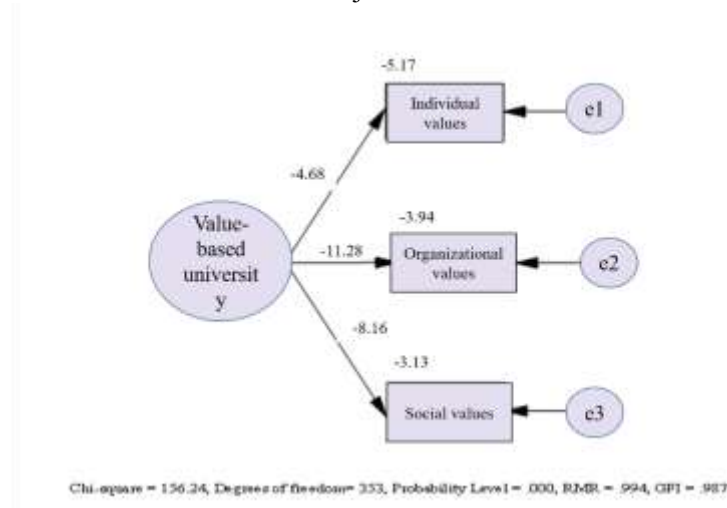 -5.17
Individual
values
e1
-4.68
Value-
based
universit
y
-3.94
-11.28
Organizational
values
e2
-8.16
-3.13
Social values
e3
Chi-square = 156.24, Degrees of freedom= 353, Probability Level = .000, RMR = .994, GFI = .987